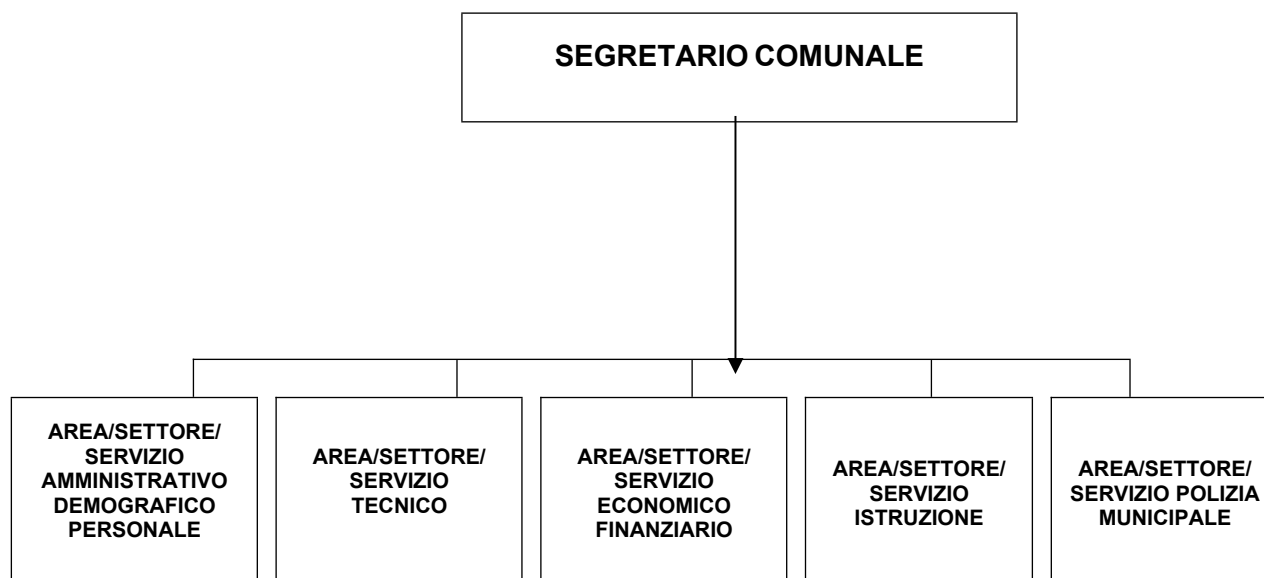 SEGRETARIO COMUNALE
AREA/SETTORE/
SERVIZIO
AMMINISTRATIVO
DEMOGRAFICO
PERSONALE
AREA/SETTORE/
SERVIZIO
TECNICO
AREA/SETTORE/
SERVIZIO
ECONOMICO
FINANZIARIO
AREA/SETTORE/
SERVIZIO
ISTRUZIONE
AREA/SETTORE/
SERVIZIO POLIZIA
MUNICIPALE